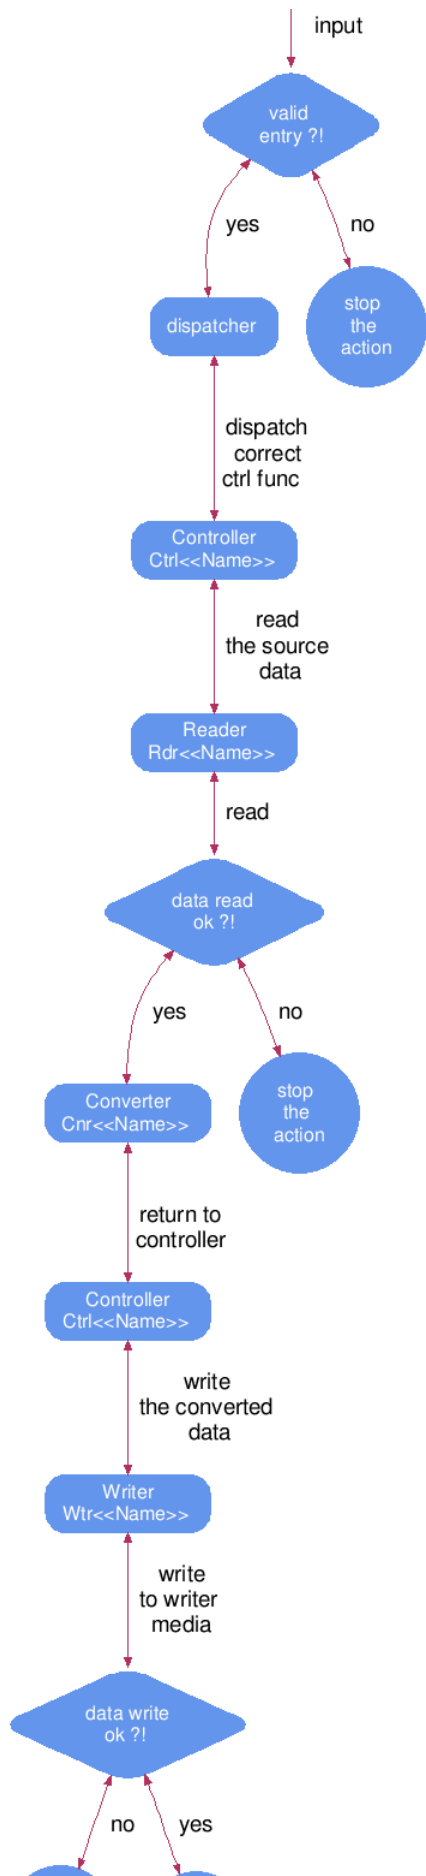 input
valid
entry ?!
yes
no
dispatcher
stop
the
action
dispatch
correct
ctrl func
Controller
Ctrl<<Name>>
read
the source
data
Reader
Rdr<<Name>>
read
data read
ok ?!
yes
no
Converter
Cnr<<Name>>
stop
the
action
return to
controller
Controller
Ctrl<<Name>>
write
the converted
data
Writer
Wtr<<Name>>
write
to writer
media
data write
ok ?!
no
yes